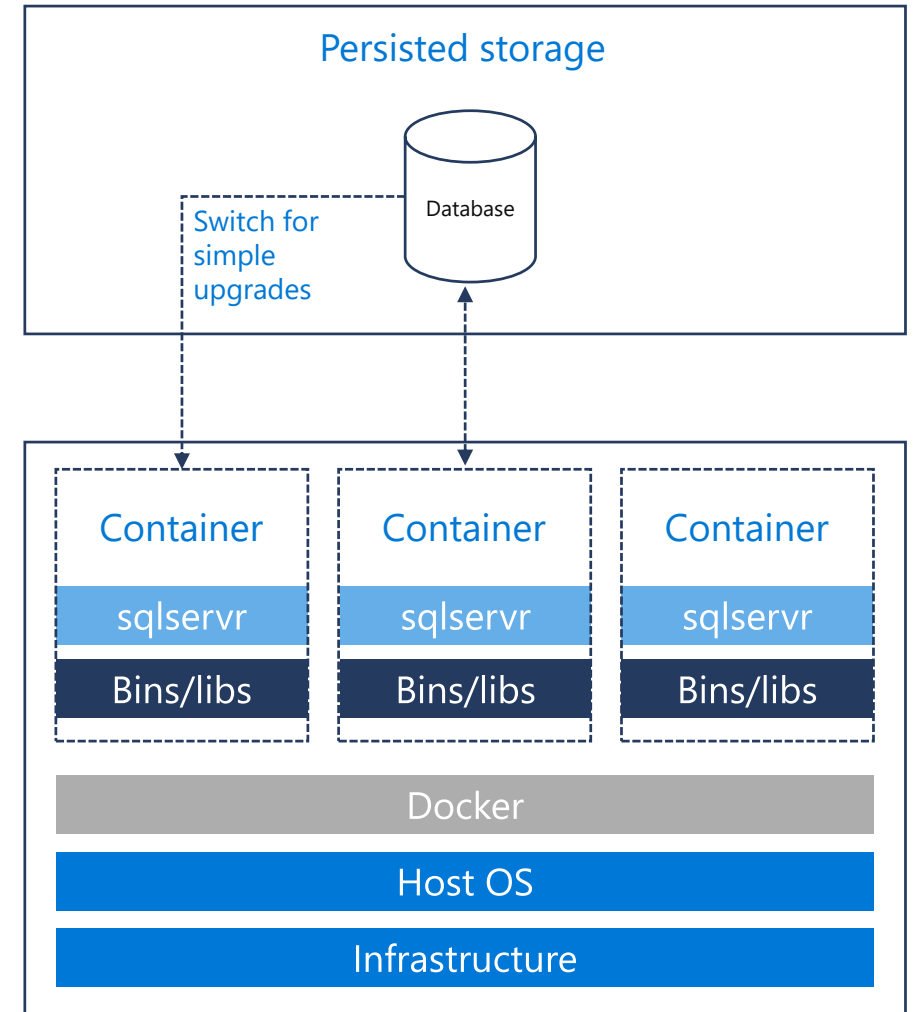 Persisted storage
Database
Switch for
simple
upgrades
Container
Container
Container
sqlservr
sqlservr
sqlservr
Bins/libs
Bins/libs
Bins/libs
Docker
Host OS
Infrastructure